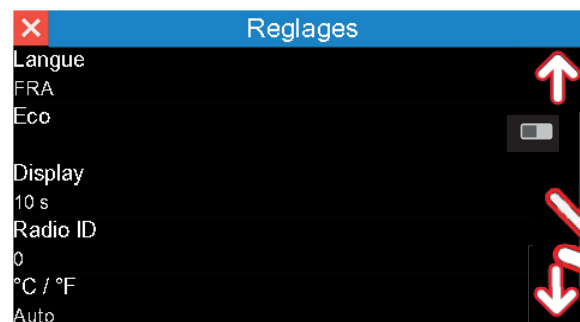 Reglages
Langue
FRA
Eco
Display
10 s
Radio ID
0
°C / °F
Auto